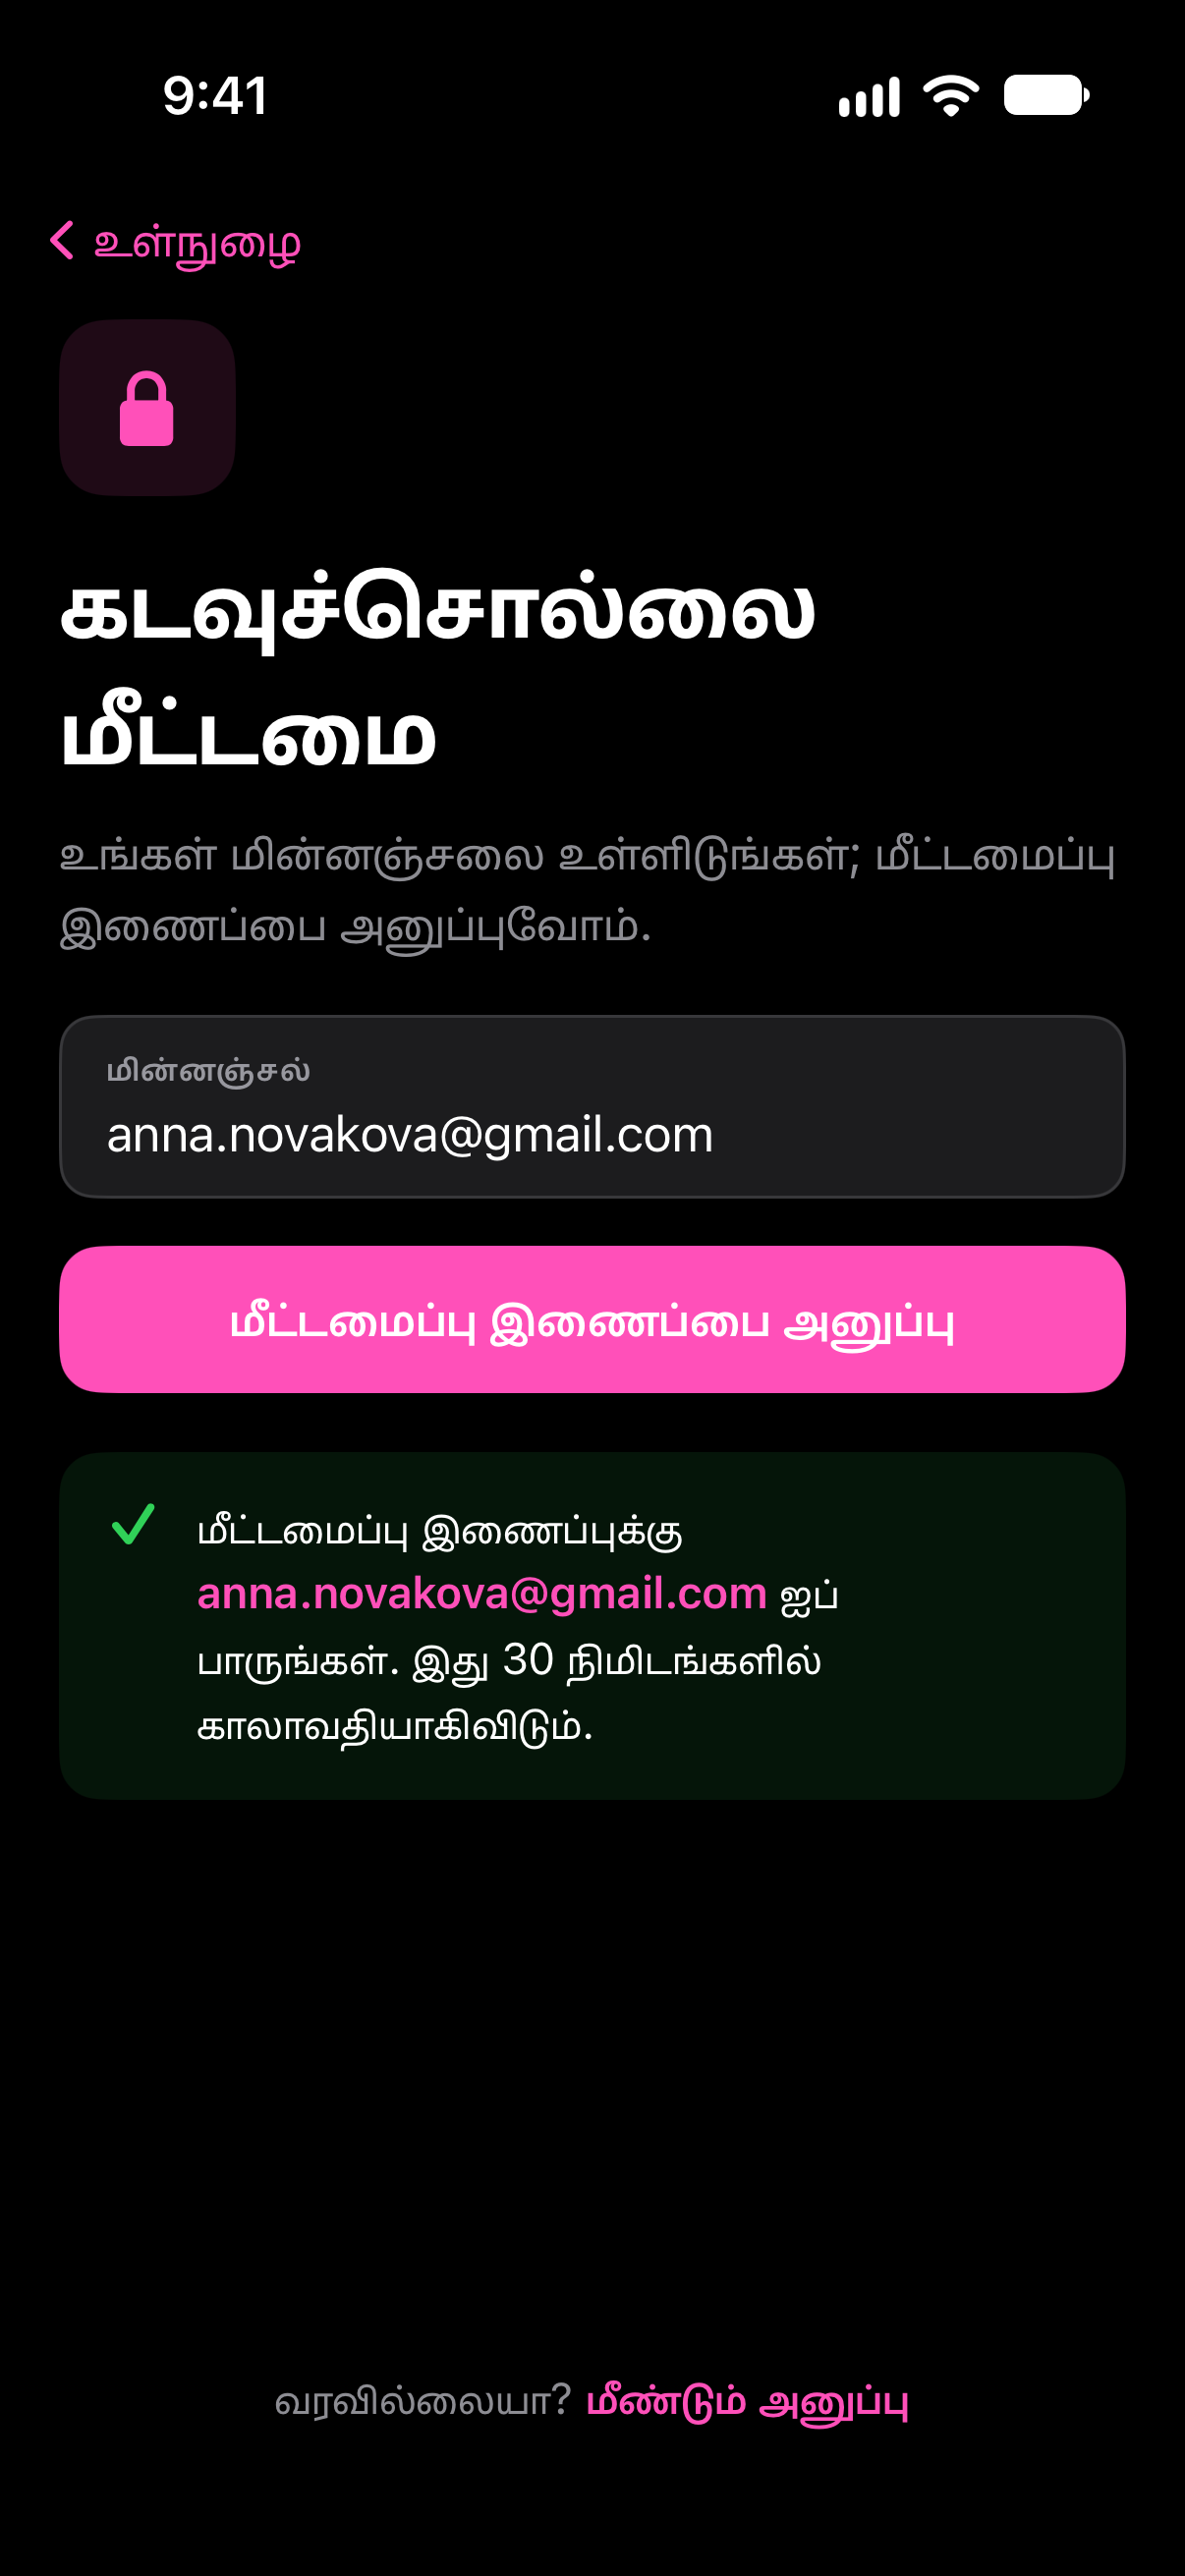 9:41
உள்நுழை
கடவுச்சொல்லை
மீட்டமை
உங்கள் மின்னஞ்சலை உள்ளிடுங்கள்; மீட்டமைப்பு
இணைப்பை அனுப்புவோம்.
மின்னஞ்சல்
anna.novakova@gmail.com
மீட்டமைப்பு இணைப்பை அனுப்பு
மீட்டமைப்பு இணைப்புக்கு
anna.novakova@gmail.com ஐப்
பாருங்கள். இது 30 நிமிடங்களில்
காலாவதியாகிவிடும்.
வரவில்லையா? மீண்டும் அனுப்பு